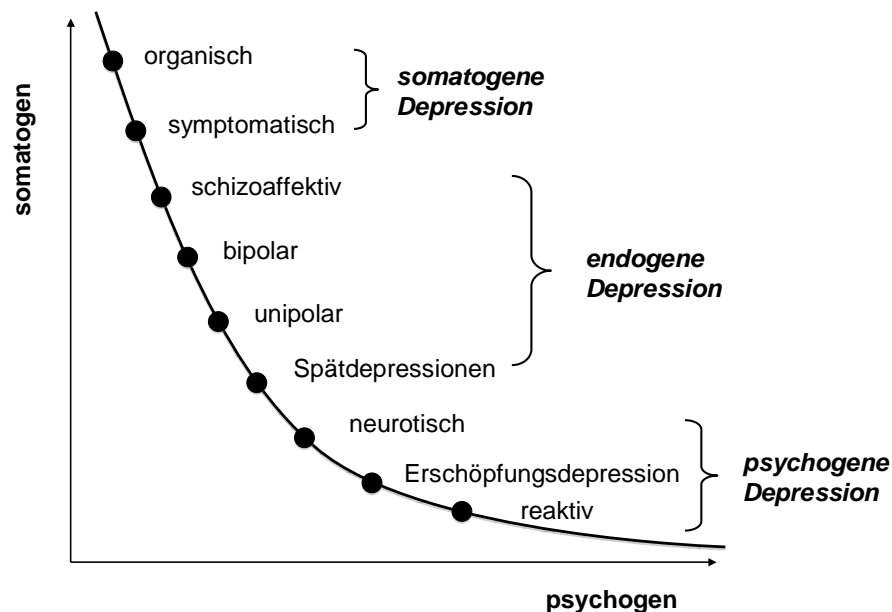 organisch
somatogene
Depression
symptomatisch
schizoaffektiv
bipolar
endogene
Depression
unipolar
Spätdepressionen
neurotisch
Erschöpfungsdepression
psychogene
Depression
reaktiv
somatogen
psychogen